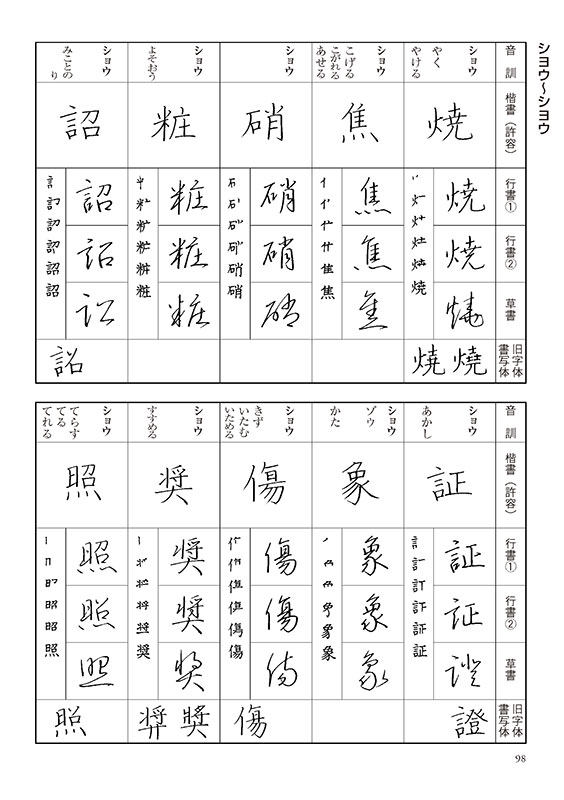 ショウ〜ショウ
音 訓
楷書（許容）
行書①
行書②
草書
旧字体
書写体
ショウ
やく
やける
焼
焼
焼
焼
焼 燒
ショウ
こげる
こがれる
あせる
焦
焦
焦
焦
ショウ
硝
硝
硝
硝
ショウ
よそおう
粧
粧
粧
粧
ショウ
みことのり
詔
詔
詔
詔
詔
音 訓
楷書（許容）
行書①
行書②
草書
旧字体
書写体
ショウ
あかし
証
証
証
證
證
ショウ
ゾウ
かた
象
象
象
象
ショウ
きず
いたむ
いためる
傷
傷
傷
傷
傷
ショウ
すすめる
奨
奨
奨
奨
ショウ
てらす
てる
てれる
照
照
照
照
照
98